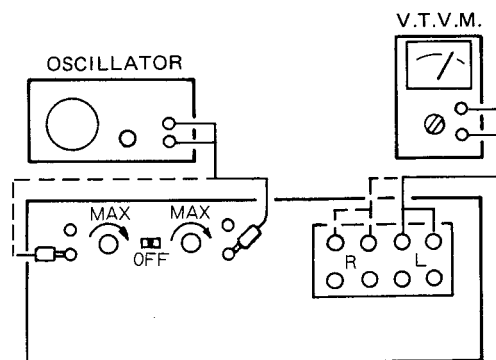 V.T.V.M.
OSCILLATOR
MAX MAX
OFF
R L